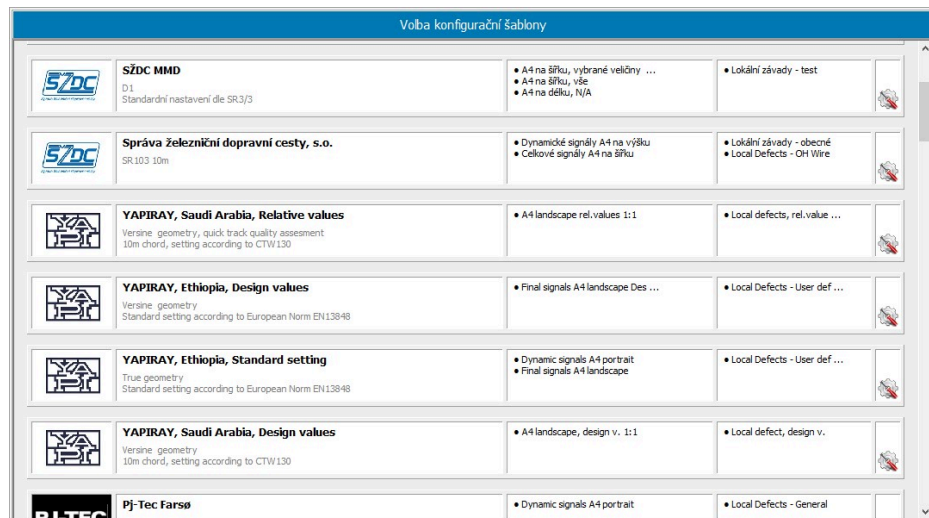 Volba konfigurační šablony
SŽDC
SŽDC MMD
D1
Standardní nastavení dle SR3/3
● A4 na šířku, vybrané veličiny ...
● A4 na šířku, vše
● A4 na délku, N/A
● Lokální závady - test
SŽDC
Správa železniční dopravní cesty, s.o.
SR103 10m
● Dynamické signály A4 na výšku
● Celkové signály A4 na šířku
● Lokální závady - obecné
● Local Defects - OH Wire
YAPIRAY, Saudi Arabia, Relative values
Versine geometry, quick track quality assesment
10m chord, setting according to CTW130
● A4 landscape rel.values 1:1
● Local defects, rel.value ...
YAPIRAY, Ethiopia, Design values
Versine geometry
Standard setting according to European Norm EN13848
● Final signals A4 landscape Des ...
● Local Defects - User def ...
YAPIRAY, Ethiopia, Standard setting
True geometry
Standard setting according to European Norm EN13848
● Dynamic signals A4 portrait
● Final signals A4 landscape
● Local Defects - User def ...
YAPIRAY, Saudi Arabia, Design values
Versine geometry
10m chord, setting according to CTW130
● A4 landscape, design v. 1:1
● Local defect, design v.
PJ-TEC
Pj-Tec Farsø
● Dynamic signals A4 portrait
● Local Defects - General